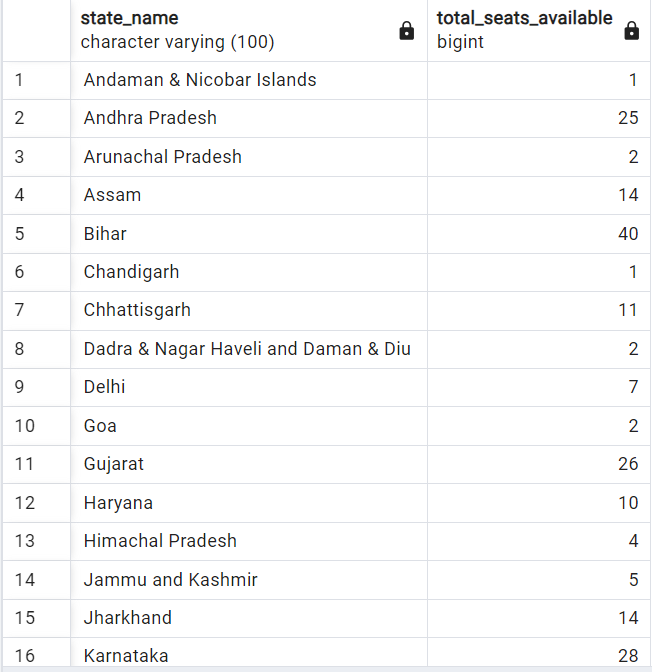 state_name total_seats_available
character varying (100) bigint
1 Andaman & Nicobar Islands 1
2 Andhra Pradesh 25
3 Arunachal Pradesh 2
4 Assam 14
5 Bihar 40
6 Chandigarh 1
7 Chhattisgarh 11
8 Dadra & Nagar Haveli and Daman & Diu 2
9 Delhi 7
10 Goa 2
11 Gujarat 26
12 Haryana 10
13 Himachal Pradesh 4
14 Jammu and Kashmir 5
15 Jharkhand 14
16 Karnataka 28